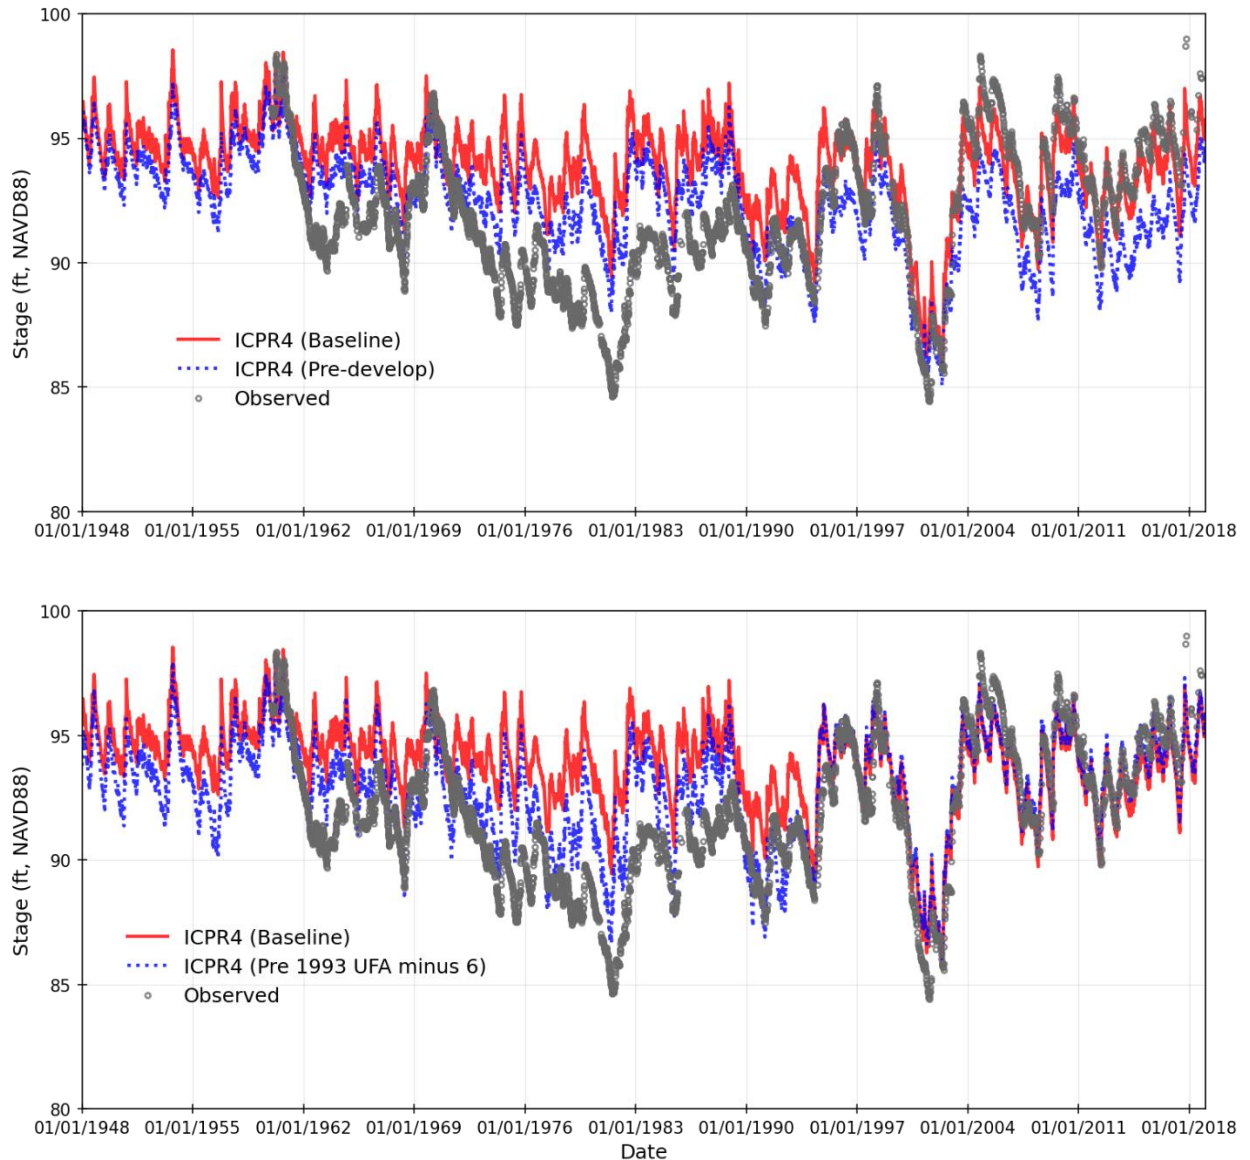 100
95
90
85
80
Stage (ft, NAVD88)
ICPR4 (Baseline)
ICPR4 (Pre-develop)
Observed
01/01/1948 01/01/1955 01/01/1962 01/01/1969 01/01/1976 01/01/1983 01/01/1990 01/01/1997 01/01/2004 01/01/2011 01/01/2018
100
95
90
85
80
Stage (ft, NAVD88)
ICPR4 (Baseline)
ICPR4 (Pre 1993 UFA minus 6)
Observed
01/01/1948 01/01/1955 01/01/1962 01/01/1969 01/01/1976 01/01/1983 01/01/1990 01/01/1997 01/01/2004 01/01/2011 01/01/2018
Date